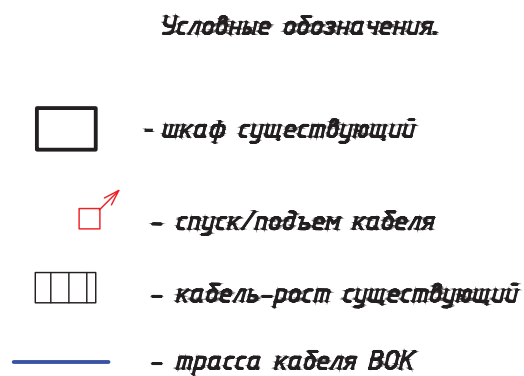 Условные обозначения.
- шкаф существующий
- спуск/подъем кабеля
- кабель-рост существующий
- трасса кабеля ВОК